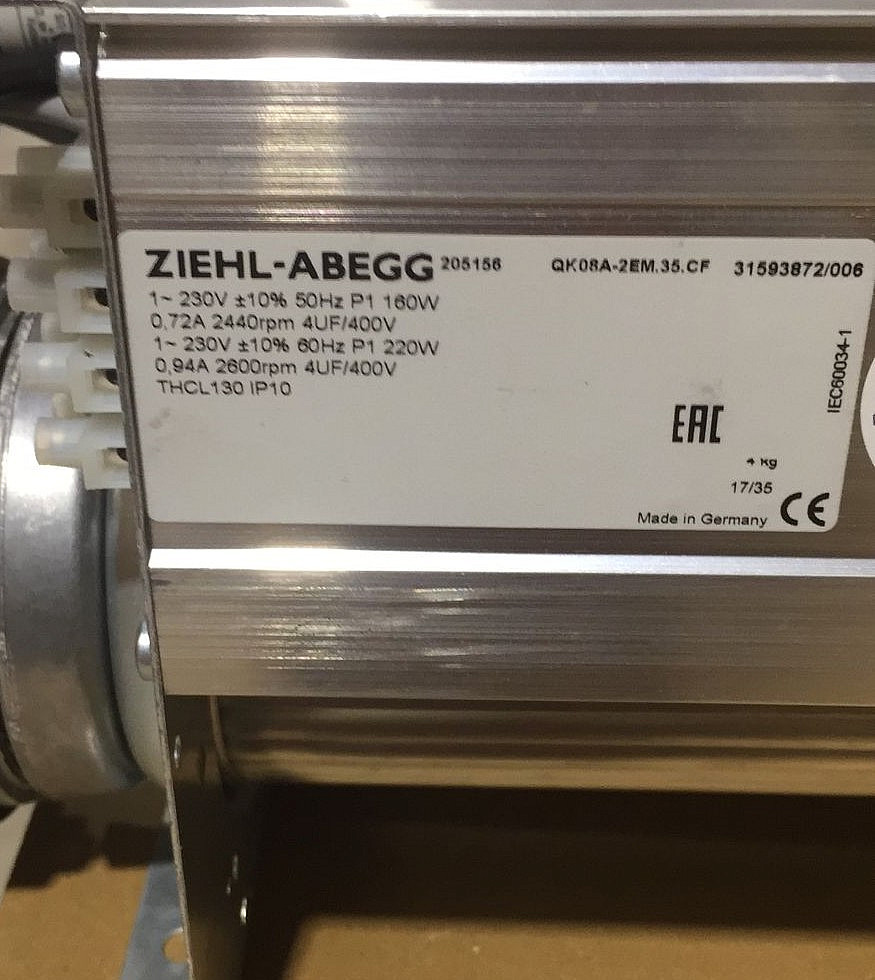 ZIEHL-ABEGG 205156 QK08A-2EM.35.CF 31593872/006
1~ 230V ±10% 50Hz P1 160W
0,72A 2440rpm 4UF/400V
1~ 230V ±10% 60Hz P1 220W
0,94A 2600rpm 4UF/400V
THCL130 IP10
IEC60034-1
EAC
4 kg
17/35
Made in Germany CE